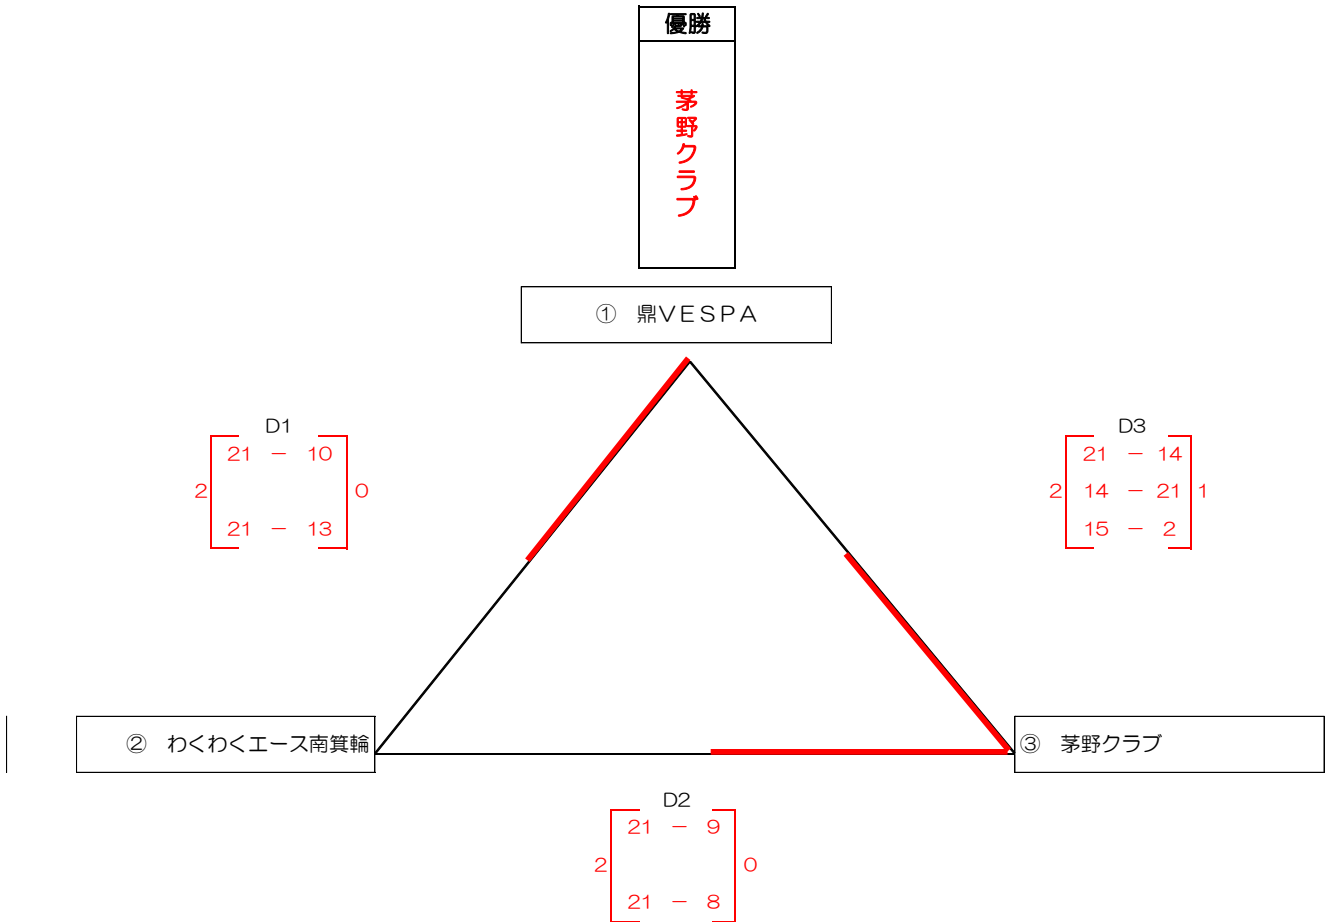 優勝
茅野クラブ
① 鼎VESPA
D1
21 － 10
2 0
21 － 13
D3
21 － 14
2 14 － 21 1
15 － 2
② わくわくエース南箕輪
③ 茅野クラブ
D2
21 － 9
2 0
21 － 8